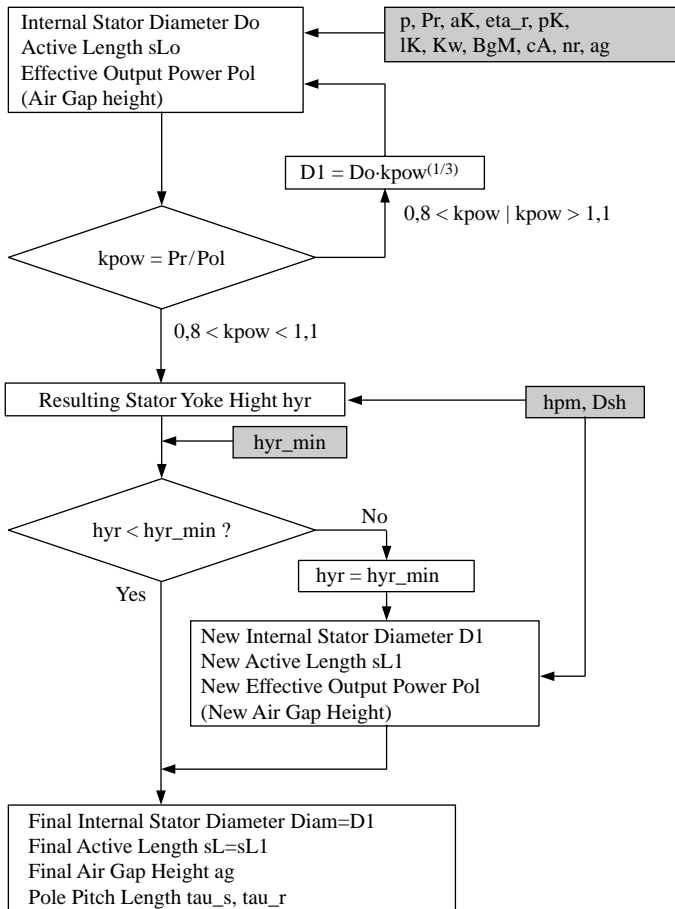 Internal Stator Diameter Do
Active Length sLo
Effective Output Power Pol
(Air Gap height)
p, Pr, aK, eta_r, pK,
lK, Kw, BgM, cA, nr, ag
D1 = Do·kpow^(1/3)
0,8 < kpow | kpow > 1,1
kpow = Pr/Pol
0,8 < kpow < 1,1
Resulting Stator Yoke Hight hyr
hpm, Dsh
hyr_min
hyr < hyr_min ?
No
Yes
hyr = hyr_min
New Internal Stator Diameter D1
New Active Length sL1
New Effective Output Power Pol
(New Air Gap Height)
Final Internal Stator Diameter Diam=D1
Final Active Length sL=sL1
Final Air Gap Height ag
Pole Pitch Length tau_s, tau_r